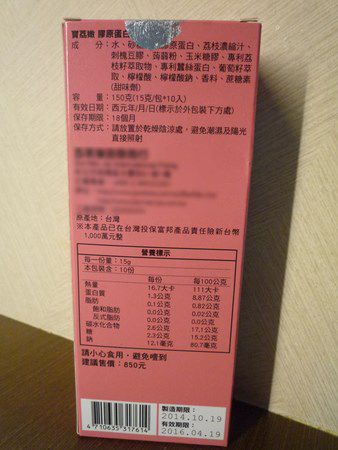 寶荔嫩 膠原蛋白
成 分：水、砂糖、膠原蛋白、荔枝濃縮汁、
刺槐豆膠、蒟蒻粉、玉米糖膠、專利荔
枝籽萃取物、專利蠶絲蛋白、葡萄籽萃
取、檸檬酸、檸檬酸鈉、香料、蔗糖素
(甜味劑)
容 量：150克(15克/包*10入)
有效日期：西元年/月/日(標示於外包裝下方處)
保存期限：18個月
保存方式：請放置於乾燥陰涼處，避免潮濕及陽光
直接照射
原產地：台灣
※本產品已在台灣投保富邦產品責任險新台幣
1,000萬元整
營養標示
每一份量：15g
本包裝含：10份
每份 每100公克
熱量 16.7大卡 111大卡
蛋白質 1.3公克 8.87公克
脂肪 0.1公克 0.82公克
飽和脂肪 0.0公克 0.02公克
反式脂肪 0.0公克 0.0公克
碳水化合物 2.6公克 17.1公克
糖 2.3公克 15.2公克
鈉 12.1毫克 80.7毫克
請小心食用，避免嗆到
建議售價：850元
4 710635 317614
製造期限：
2014.10.19
有效期限：
2016.04.19